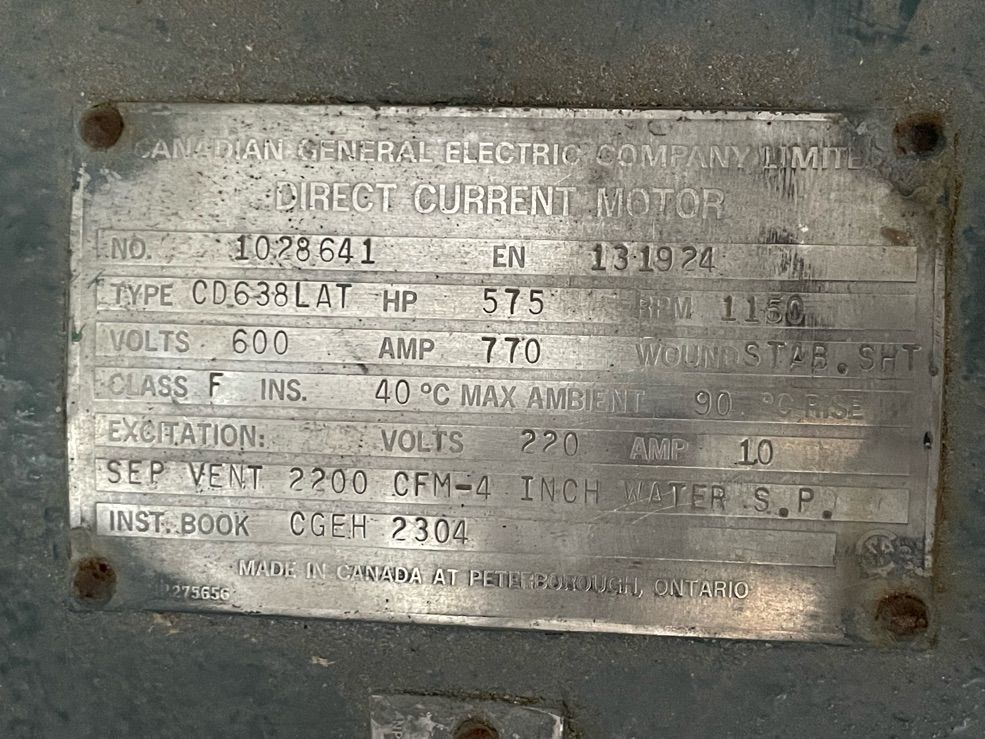 CANADIAN GENERAL ELECTRIC COMPANY LIMITED
DIRECT CURRENT MOTOR
NO. 1028641 EN 131924
TYPE CD638LAT HP 575 RPM 1150
VOLTS 600 AMP 770 WOUND STAB. SHT.
CLASS F INS. 40 °C MAX AMBIENT 90 °C RISE
EXCITATION: VOLTS 220 AMP 10
SEP VENT 2200 CFM-4 INCH WATER S.P.
INST. BOOK CGEH 2304
MADE IN CANADA AT PETERBOROUGH, ONTARIO